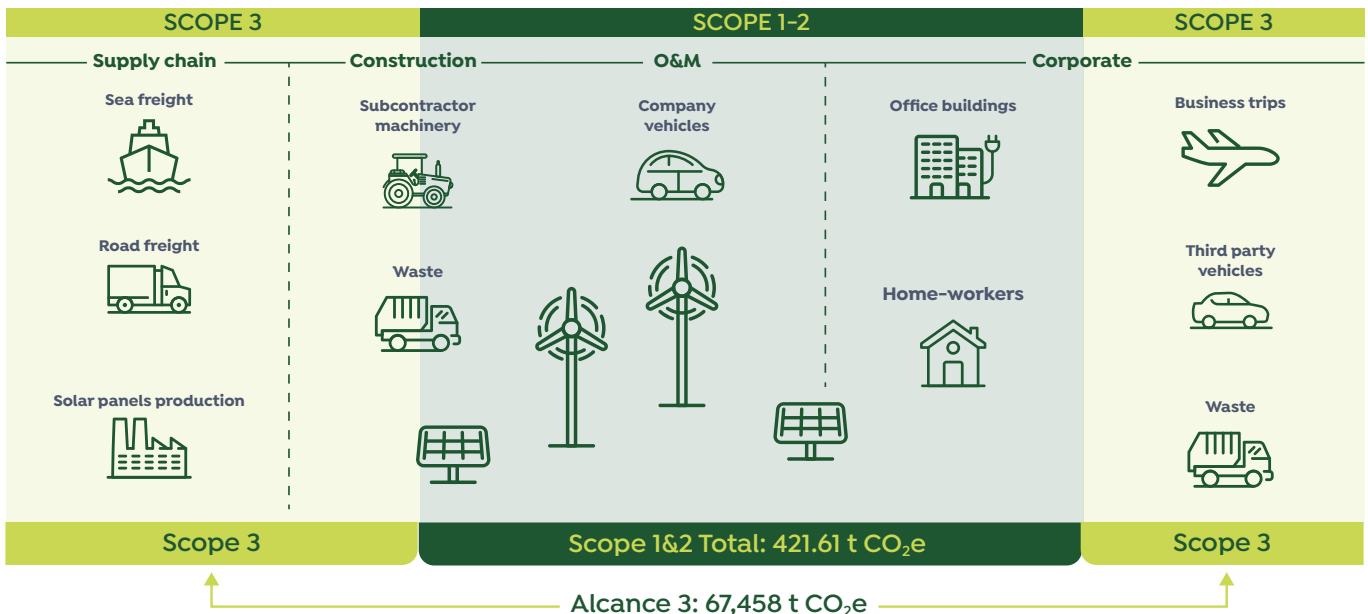 SCOPE 3
SCOPE 1-2
SCOPE 3
Supply chain
Construction
O&M
Corporate
Sea freight
Subcontractor
machinery
Company
vehicles
Office buildings
Business trips
Road freight
Waste
Home-workers
Third party
vehicles
Solar panels production
Waste
Scope 3
Scope 1&2 Total: 421.61 t CO₂e
Scope 3
Alcance 3: 67,458 t CO₂e